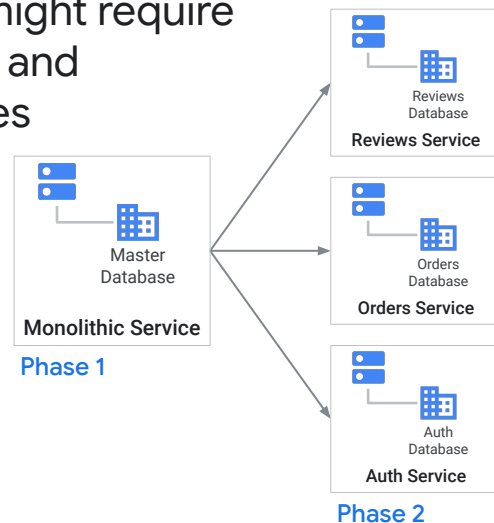 might require
and
es
Reviews
Database
Reviews Service
Master
Database
Monolithic Service
Phase 1
Orders
Database
Orders Service
Auth
Database
Auth Service
Phase 2